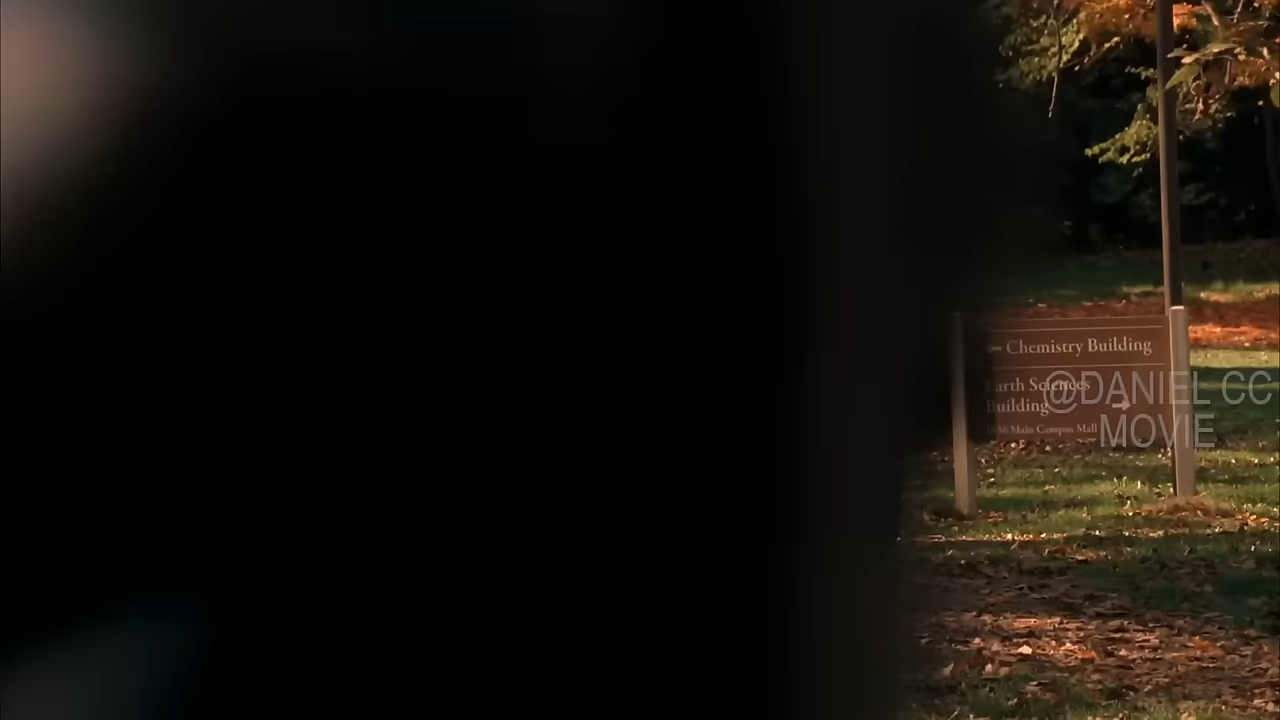 Chemistry Building
Earth Sciences
Building
Main Campus Mall
@DANIEL CC
MOVIE